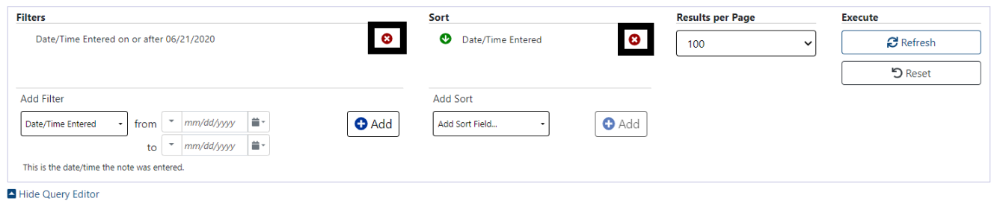 Filters
Date/Time Entered on or after 06/21/2020
Add Filter
Date/Time Entered
from
mm/dd/yyyy
to
mm/dd/yyyy
Add
This is the date/time the note was entered.
Sort
Date/Time Entered
Add Sort
Add Sort Field...
Add
Results per Page
100
Execute
Refresh
Reset
Hide Query Editor